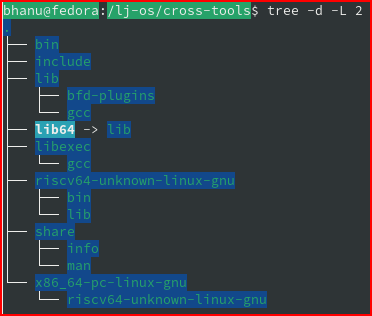 bhanu@fedora:/lj-os/cross-tools$ tree -d -L 2
.
├── bin
├── include
├── lib
│   ├── bfd-plugins
│   └── gcc
├── lib64 -> lib
├── libexec
│   └── gcc
├── riscv64-unknown-linux-gnu
│   ├── bin
│   └── lib
├── share
│   ├── info
│   └── man
└── x86_64-pc-linux-gnu
    └── riscv64-unknown-linux-gnu